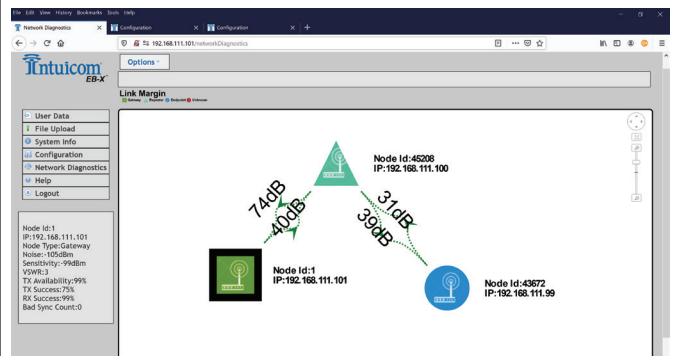 File Edit View History Bookmarks Tools Help
Network Diagnostics
Configuration
Configuration
192.168.111.101/networkDiagnostics
Intuicom
EB-X
Options
Link Margin
Gateway Repeater Endpoint Unknown
User Data
File Upload
System Info
Configuration
Network Diagnostics
Help
Logout
Node Id:1
IP:192.168.111.101
Node Type:Gateway
Noise:-105dBm
Sensitivity:-99dBm
VSWR:3
TX Availability:99%
TX Success:75%
RX Success:99%
Bad Sync Count:0
Node Id:45208
IP:192.168.111.100
74dB
40dB
31dB
39dB
Node Id:1
IP:192.168.111.101
Node Id:43672
IP:192.168.111.99